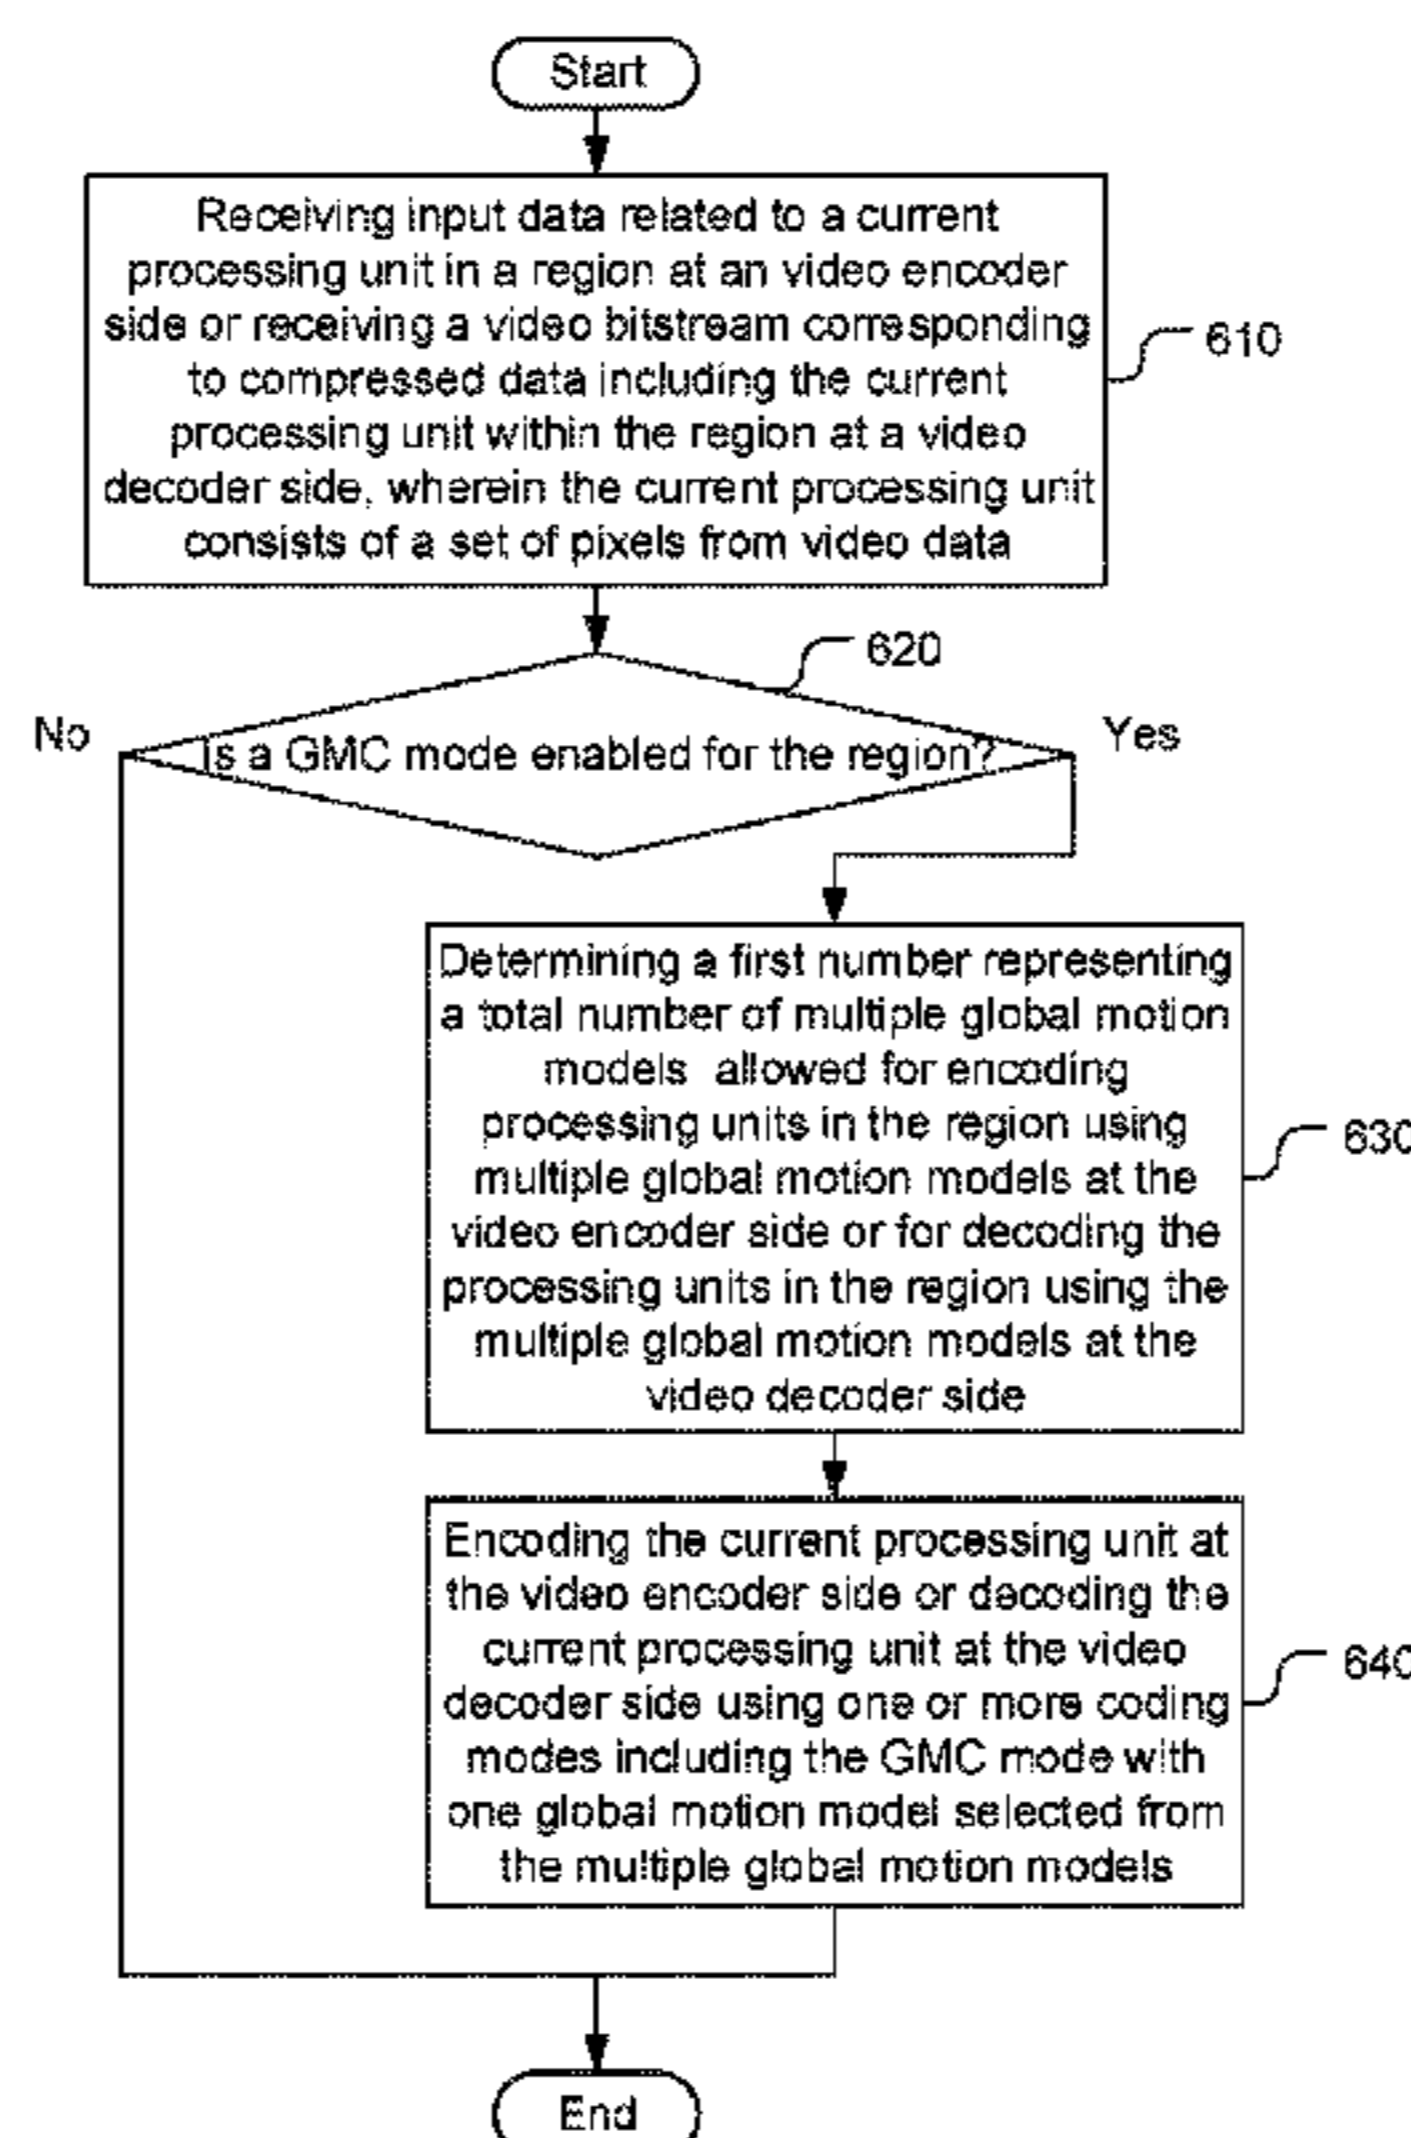 Start
Receiving input data related to a current
processing unit in a region at an video encoder
side or receiving a video bitstream corresponding
to compressed data including the current
processing unit within the region at a video
decoder side, wherein the current processing unit
consists of a set of pixels from video data
610
620
No
Is a GMC mode enabled for the region?
Yes
Determining a first number representing
a total number of multiple global motion
models allowed for encoding
processing units in the region using
multiple global motion models at the
video encoder side or for decoding the
processing units in the region using the
multiple global motion models at the
video decoder side
630
Encoding the current processing unit at
the video encoder side or decoding the
current processing unit at the video
decoder side using one or more coding
modes including the GMC mode with
one global motion model selected from
the multiple global motion models
640
End